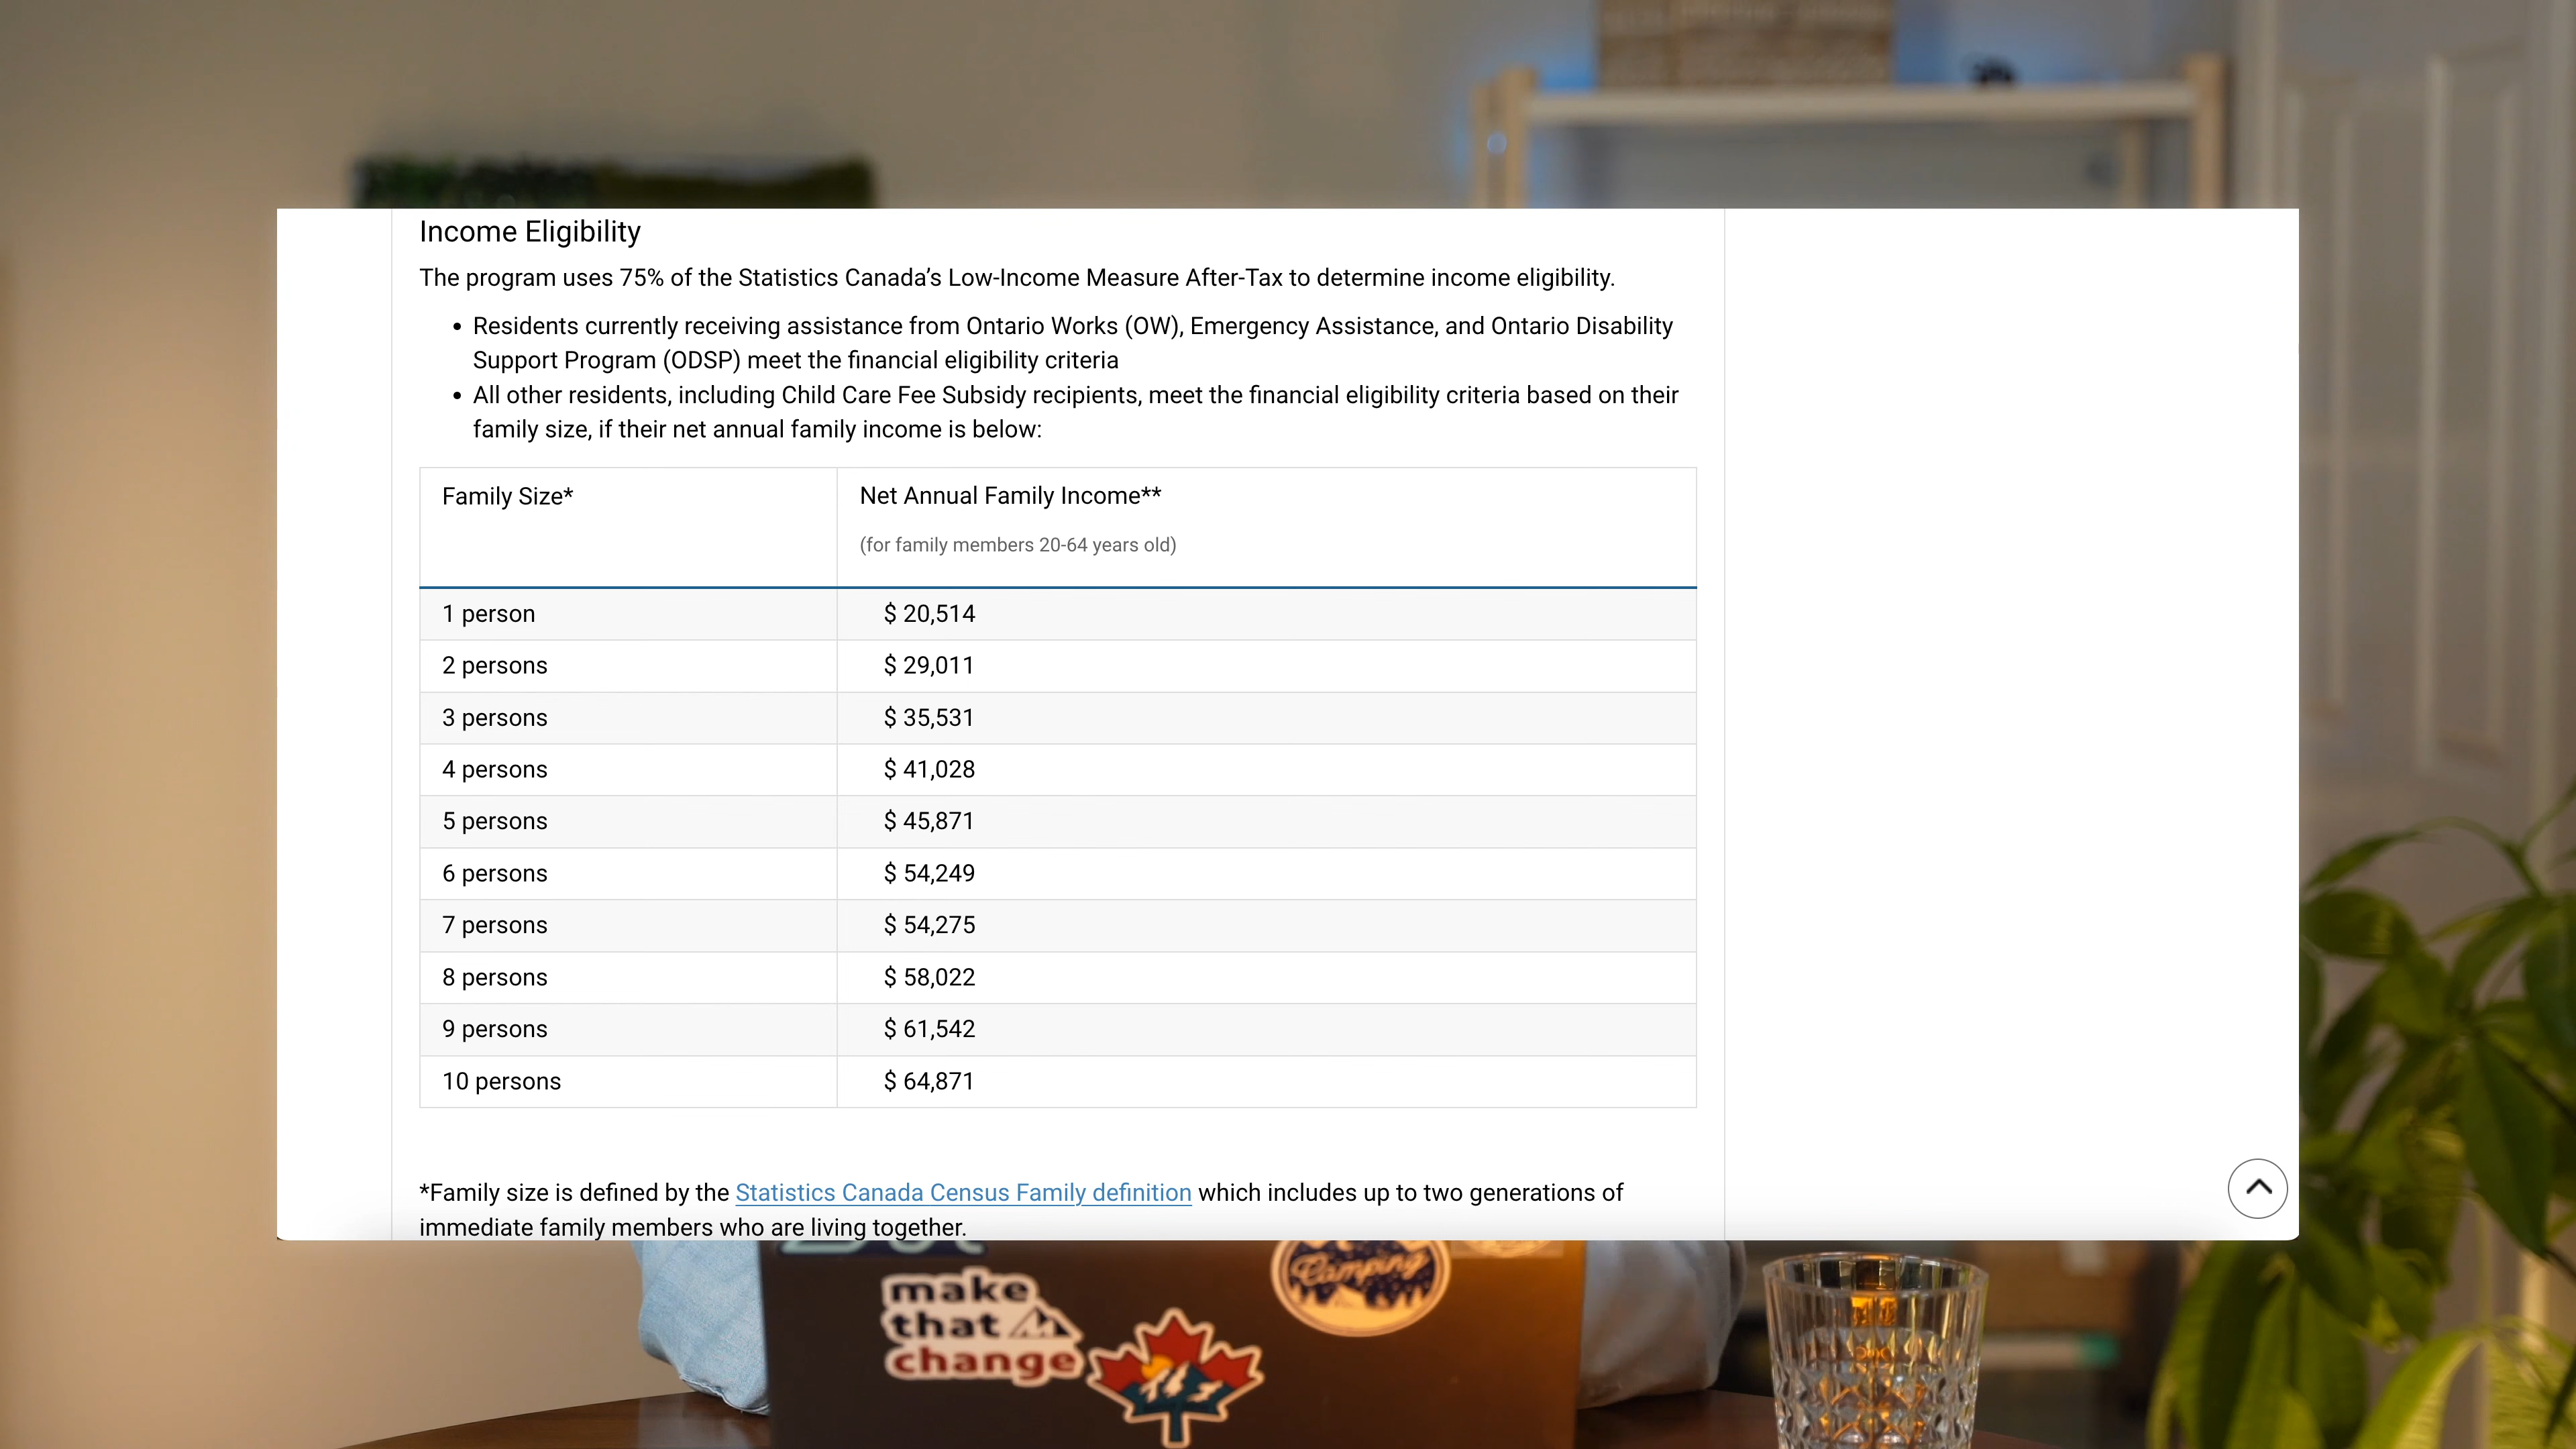 Income Eligibility
The program uses 75% of the Statistics Canada’s Low-Income Measure After-Tax to determine income eligibility.
• Residents currently receiving assistance from Ontario Works (OW), Emergency Assistance, and Ontario Disability
Support Program (ODSP) meet the financial eligibility criteria
• All other residents, including Child Care Fee Subsidy recipients, meet the financial eligibility criteria based on their
family size, if their net annual family income is below:
Family Size* Net Annual Family Income**
(for family members 20-64 years old)
1 person $ 20,514
2 persons $ 29,011
3 persons $ 35,531
4 persons $ 41,028
5 persons $ 45,871
6 persons $ 54,249
7 persons $ 54,275
8 persons $ 58,022
9 persons $ 61,542
10 persons $ 64,871
*Family size is defined by the Statistics Canada Census Family definition which includes up to two generations of
immediate family members who are living together.
Camping
make
that
change